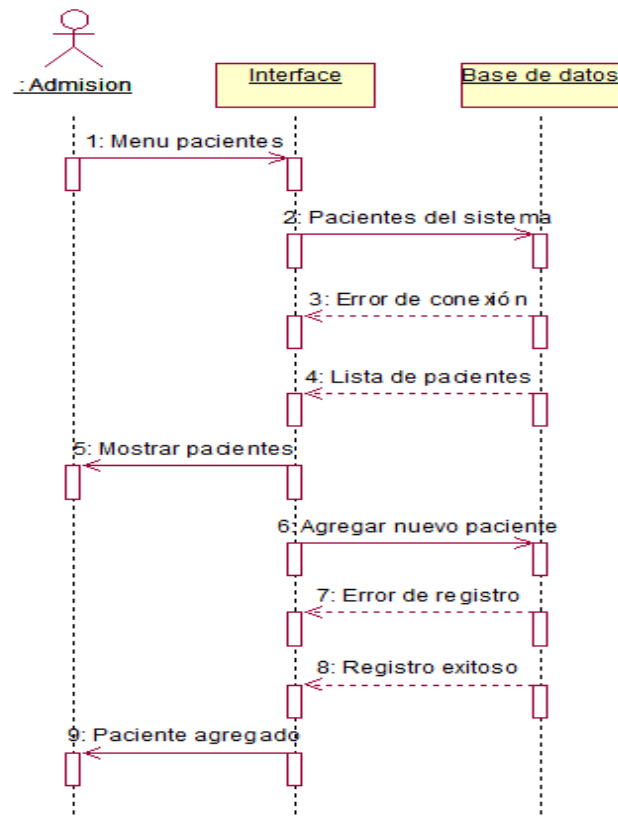 : Admision
Interface
Base de datos
1: Menu pacientes
2: Pacientes del sistema
3: Error de conexión
4: Lista de pacientes
5: Mostrar pacientes
6: Agregar nuevo paciente
7: Error de registro
8: Registro exitoso
9: Paciente agregado